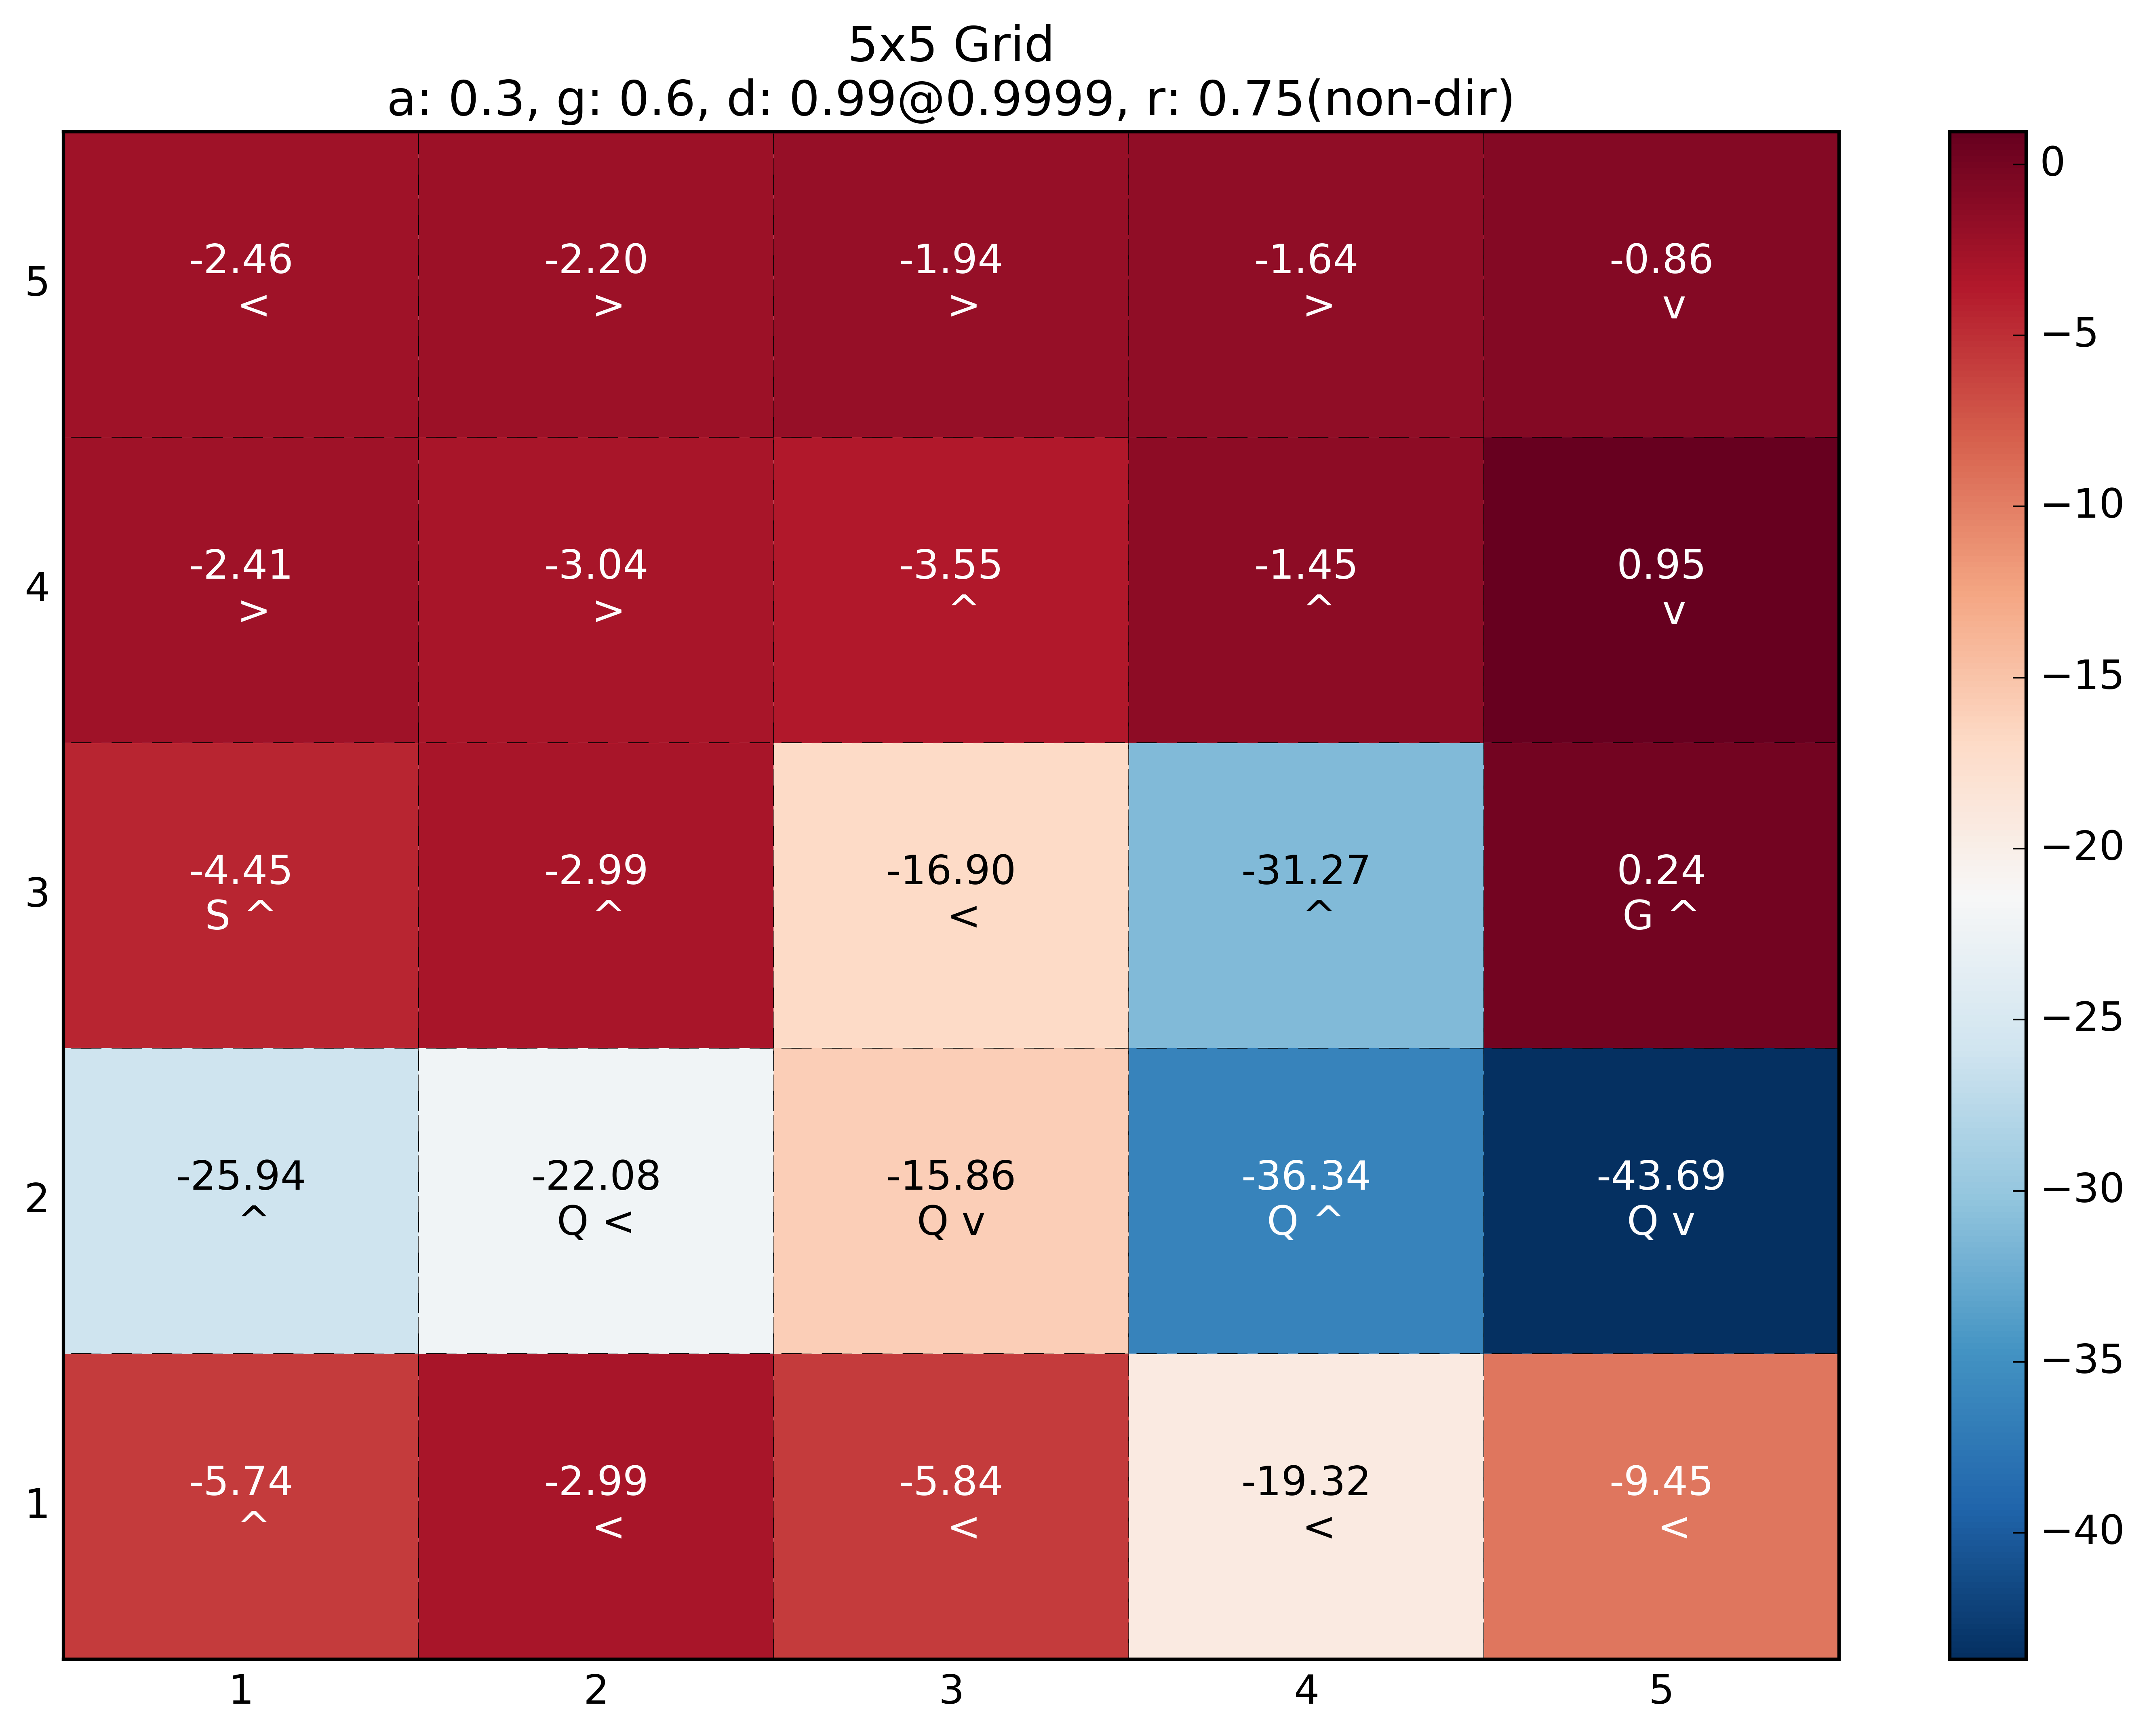 5x5 Grid
a: 0.3, g: 0.6, d: 0.99@0.9999, r: 0.75(non-dir)
5
-2.46 -2.20 -1.94 -1.64 -0.86
< > > > v
4
-2.41 -3.04 -3.55 -1.45 0.95
> > ^ ^ v
3
-4.45 -2.99 -16.90 -31.27 0.24
S ^ ^ < ^ G ^
2
-25.94 -22.08 -15.86 -36.34 -43.69
^ Q < Q v Q ^ Q v
1
-5.74 -2.99 -5.84 -19.32 -9.45
^ < < < <
1 2 3 4 5
0
−5
−10
−15
−20
−25
−30
−35
−40